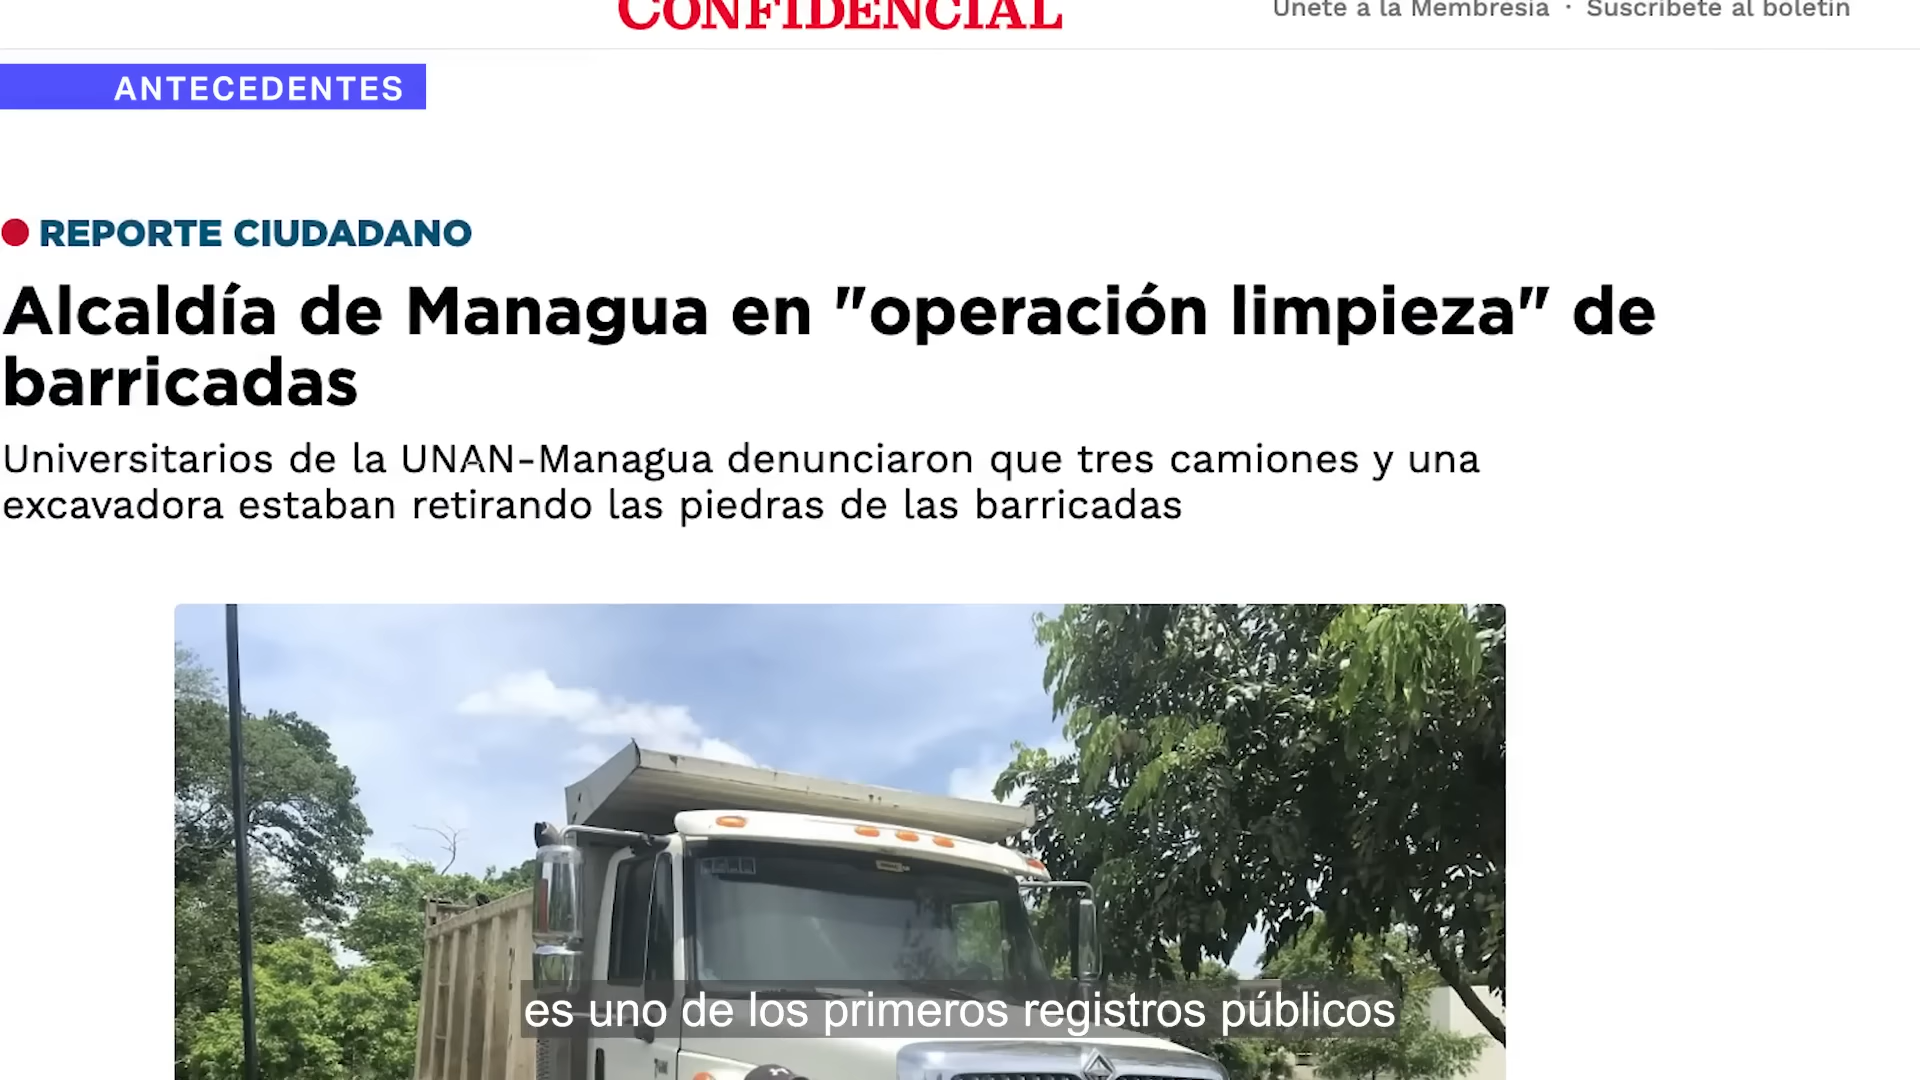 CONFIDENCIAL
Únete a la Membresía · Suscríbete al boletín
ANTECEDENTES
REPORTE CIUDADANO
Alcaldía de Managua en "operación limpieza" de
barricadas
Universitarios de la UNAN-Managua denunciaron que tres camiones y una
excavadora estaban retirando las piedras de las barricadas
es uno de los primeros registros públicos